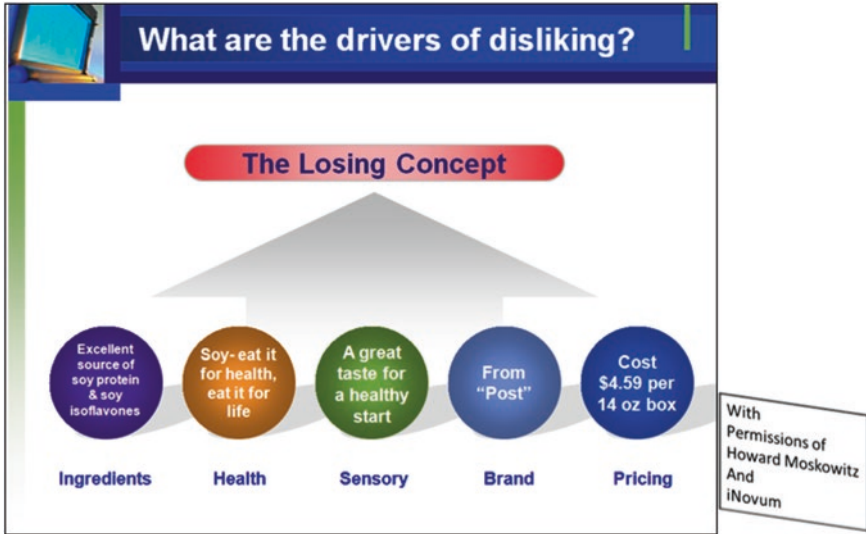 What are the drivers of disliking?
The Losing Concept
Excellent
source of
soy protein
& soy
isoflavones
Soy- eat it
for health,
eat it for
life
A great
taste for
a healthy
start
From
“Post”
Cost
$4.59 per
14 oz box
Ingredients
Health
Sensory
Brand
Pricing
With
Permissions of
Howard Moskowitz
And
iNovum